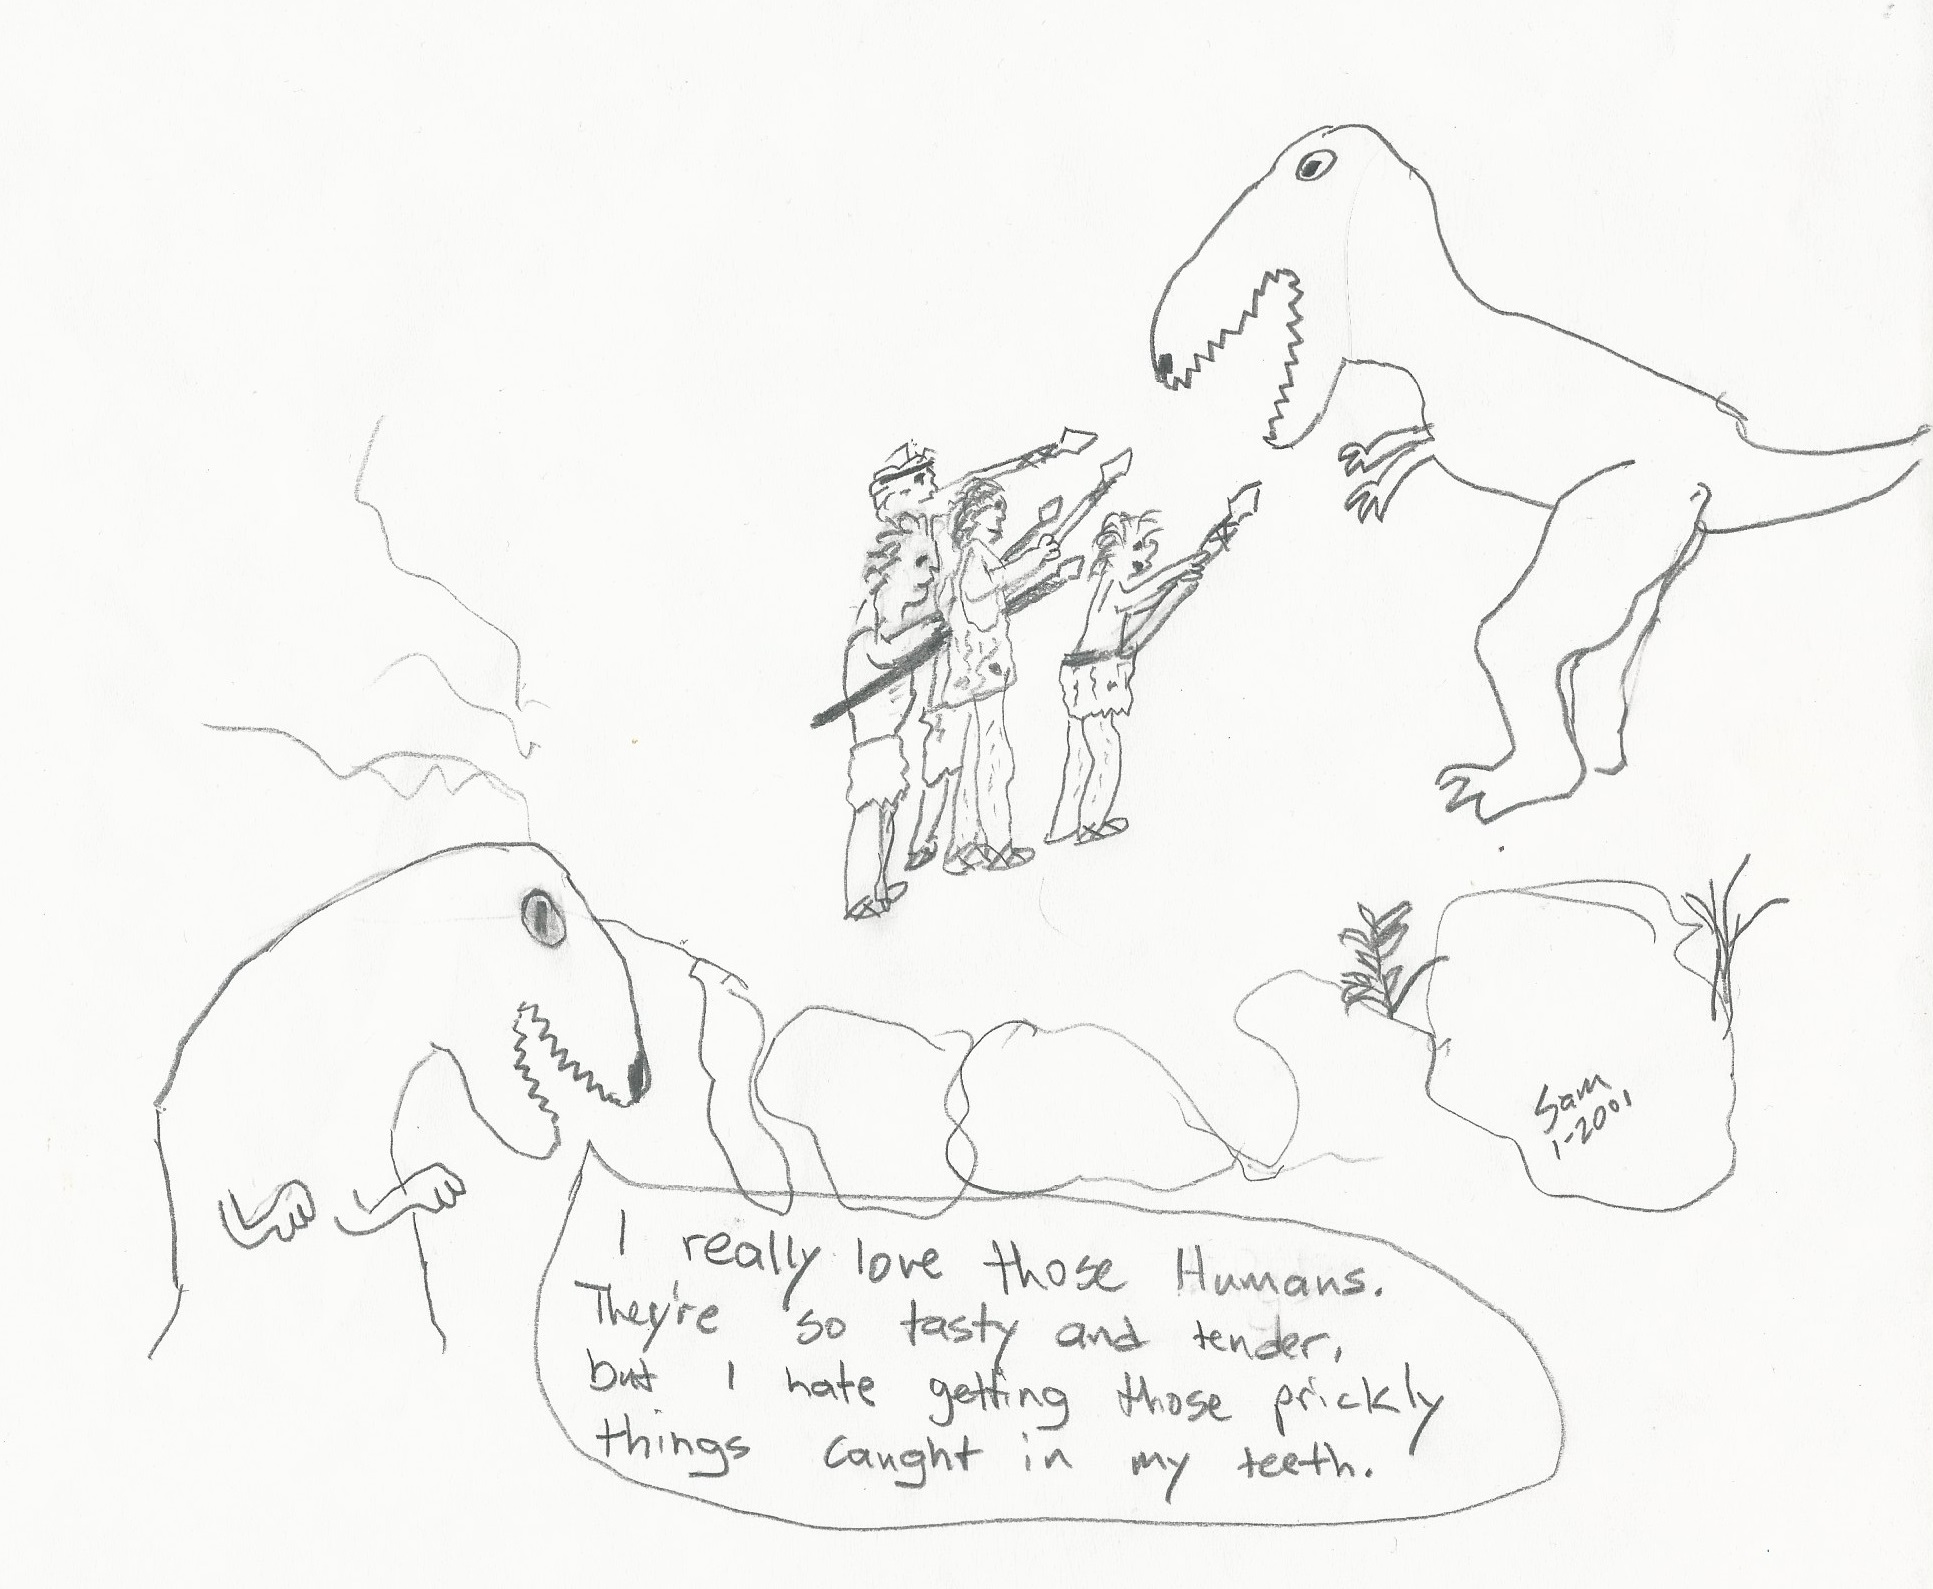 Sam
1-2001
I really love those Humans.
They're so tasty and tender,
but I hate getting those prickly
things caught in my teeth.